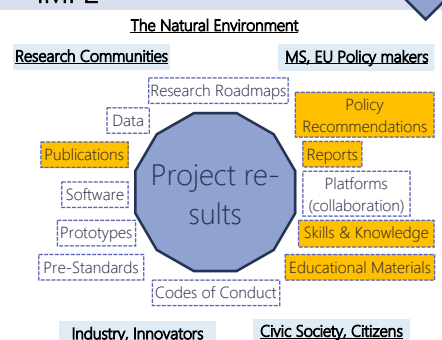 The Natural Environment
Research Communities
MS, EU Policy makers
Research Roadmaps
Policy
Recommendations
Data
Publications
Reports
Project re-
sults
Platforms
(collaboration)
Software
Prototypes
Skills & Knowledge
Pre-Standards
Educational Materials
Codes of Conduct
Industry, Innovators
Civic Society, Citizens